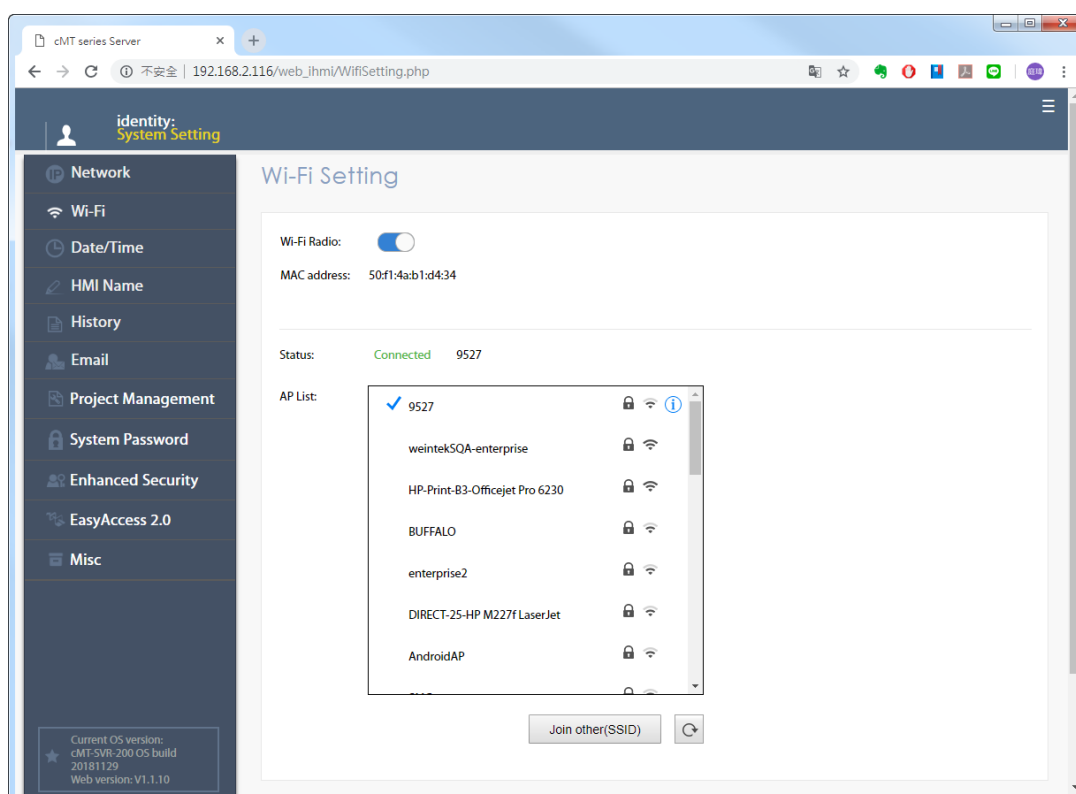 cMT series Server
不安全 | 192.168.2.116/web_ihmi/WifiSetting.php
identity:
System Setting
Network
Wi-Fi
Date/Time
HMI Name
History
Email
Project Management
System Password
Enhanced Security
EasyAccess 2.0
Misc
Current OS version:
cMT-SVR-200 OS build
20181129
Web version: V1.1.10
Wi-Fi Setting
Wi-Fi Radio:
MAC address: 50:f1:4a:b1:d4:34
Status: Connected 9527
AP List:
9527
weintekSQA-enterprise
HP-Print-B3-Officejet Pro 6230
BUFFALO
enterprise2
DIRECT-25-HP M227f LaserJet
AndroidAP
Join other(SSID)